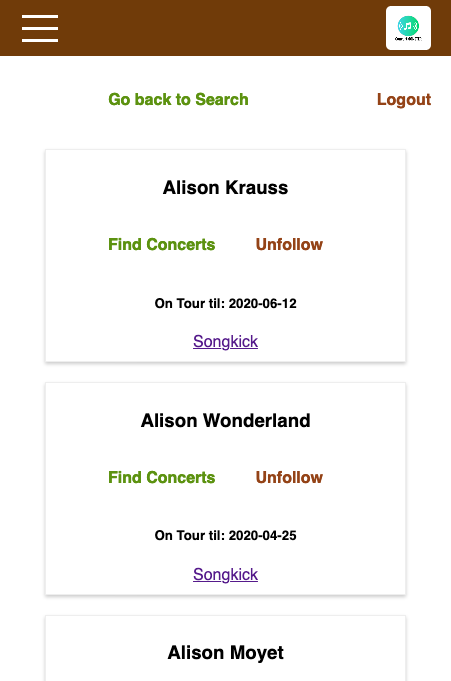 Go back to Search
Logout
Alison Krauss
Find Concerts
Unfollow
On Tour til: 2020-06-12
Songkick
Alison Wonderland
Find Concerts
Unfollow
On Tour til: 2020-04-25
Songkick
Alison Moyet